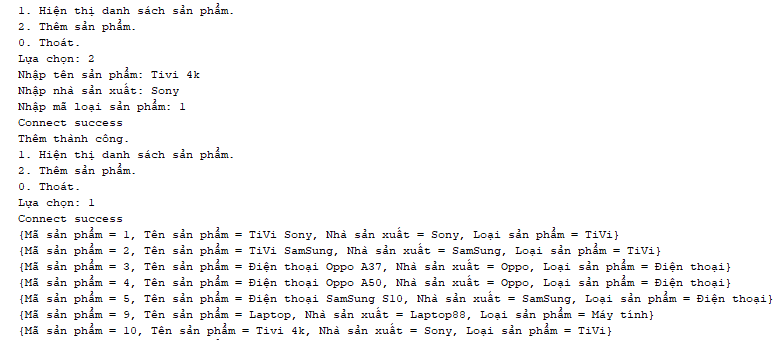 1. Hiện thị danh sách sản phẩm.
2. Thêm sản phẩm.
0. Thoát.
Lựa chọn: 2
Nhập tên sản phẩm: Tivi 4k
Nhập nhà sản xuất: Sony
Nhập mã loại sản phẩm: 1
Connect success
Thêm thành công.
1. Hiện thị danh sách sản phẩm.
2. Thêm sản phẩm.
0. Thoát.
Lựa chọn: 1
Connect success
{Mã sản phẩm = 1, Tên sản phẩm = TiVi Sony, Nhà sản xuất = Sony, Loại sản phẩm = TiVi}
{Mã sản phẩm = 2, Tên sản phẩm = TiVi SamSung, Nhà sản xuất = SamSung, Loại sản phẩm = TiVi}
{Mã sản phẩm = 3, Tên sản phẩm = Điện thoại Oppo A37, Nhà sản xuất = Oppo, Loại sản phẩm = Điện thoại}
{Mã sản phẩm = 4, Tên sản phẩm = Điện thoại Oppo A50, Nhà sản xuất = Oppo, Loại sản phẩm = Điện thoại}
{Mã sản phẩm = 5, Tên sản phẩm = Điện thoại SamSung S10, Nhà sản xuất = SamSung, Loại sản phẩm = Điện thoại}
{Mã sản phẩm = 9, Tên sản phẩm = Laptop, Nhà sản xuất = Laptop88, Loại sản phẩm = Máy tính}
{Mã sản phẩm = 10, Tên sản phẩm = Tivi 4k, Nhà sản xuất = Sony, Loại sản phẩm = TiVi}